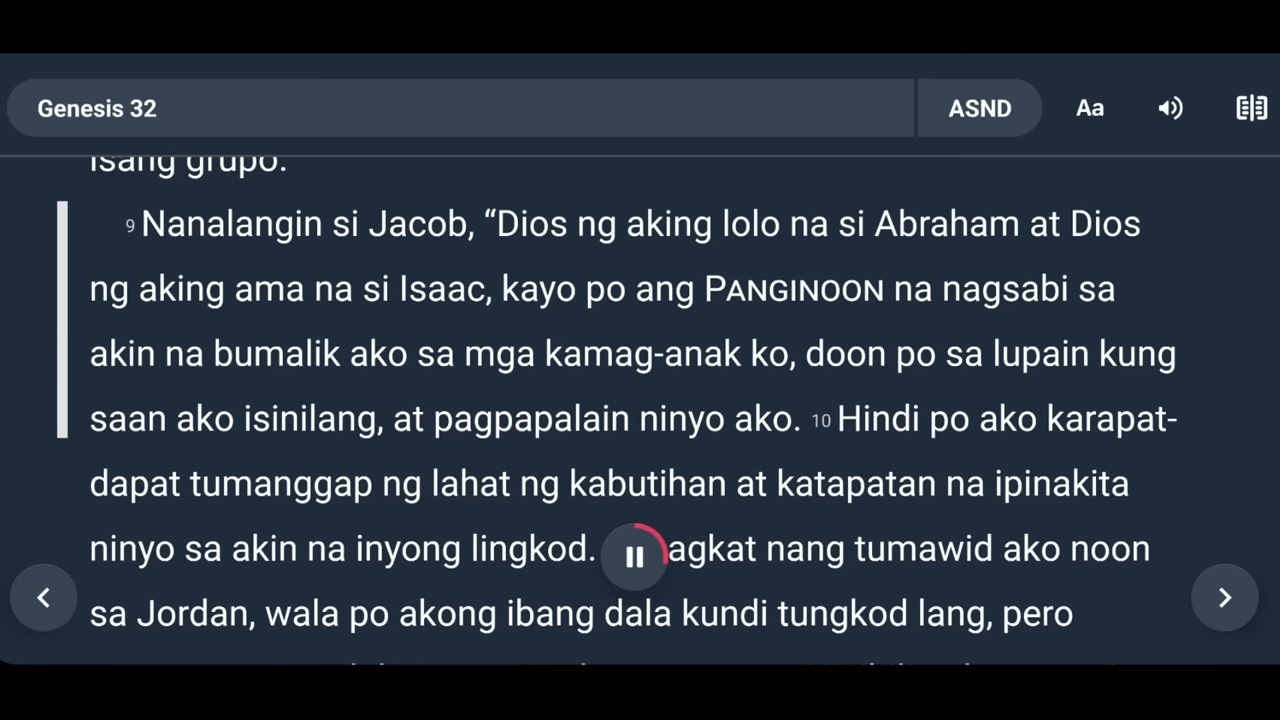 Genesis 32
ASND
Aa
isang grupo.
9 Nanalangin si Jacob, “Dios ng aking lolo na si Abraham at Dios
ng aking ama na si Isaac, kayo po ang PANGINOON na nagsabi sa
akin na bumalik ako sa mga kamag-anak ko, doon po sa lupain kung
saan ako isinilang, at pagpapalain ninyo ako. 10 Hindi po ako karapat-
dapat tumanggap ng lahat ng kabutihan at katapatan na ipinakita
ninyo sa akin na inyong lingkod. agkat nang tumawid ako noon
sa Jordan, wala po akong ibang dala kundi tungkod lang, pero